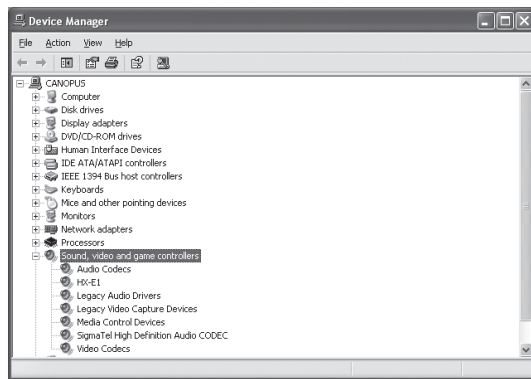 Device Manager
File Action View Help
CANOPUS
Computer
Disk drives
Display adapters
DVD/CD-ROM drives
Human Interface Devices
IDE ATA/ATAPI controllers
IEEE 1394 Bus host controllers
Keyboards
Mice and other pointing devices
Monitors
Network adapters
Processors
Sound, video and game controllers
Audio Codecs
HX-E1
Legacy Audio Drivers
Legacy Video Capture Devices
Media Control Devices
SigmaTel High Definition Audio CODEC
Video Codecs